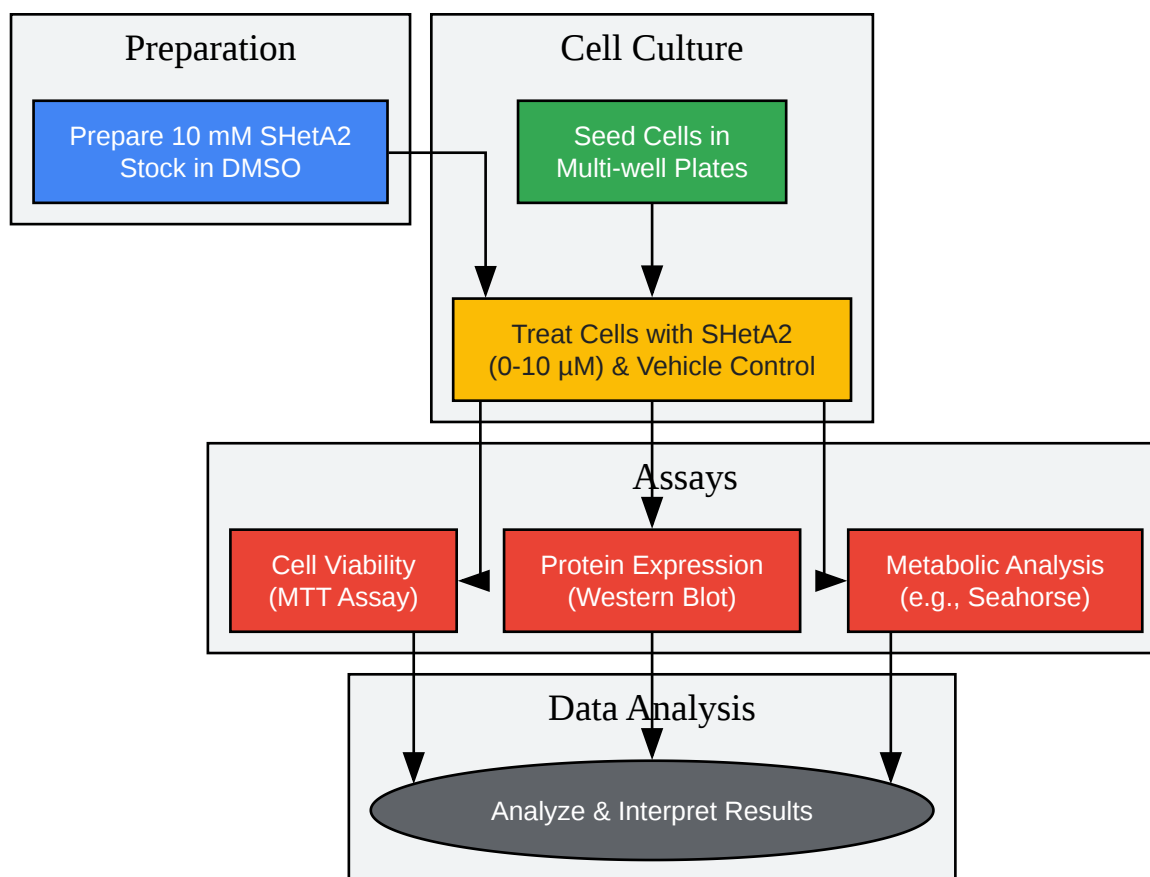 Preparation
Prepare 10 mM SHetA2
Stock in DMSO
Cell Culture
Seed Cells in
Multi-well Plates
Treat Cells with SHetA2
(0-10 µM) & Vehicle Control
Assays
Cell Viability
(MTT Assay)
Protein Expression
(Western Blot)
Metabolic Analysis
(e.g., Seahorse)
Data Analysis
Analyze & Interpret Results